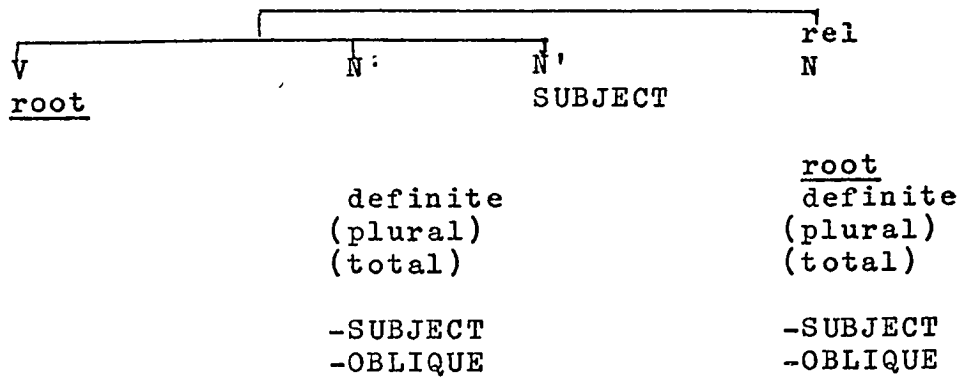 rel
V N: N' N
root SUBJECT
root
definite definite
(plural) (plural)
(total) (total)
-SUBJECT -SUBJECT
-OBLIQUE -OBLIQUE